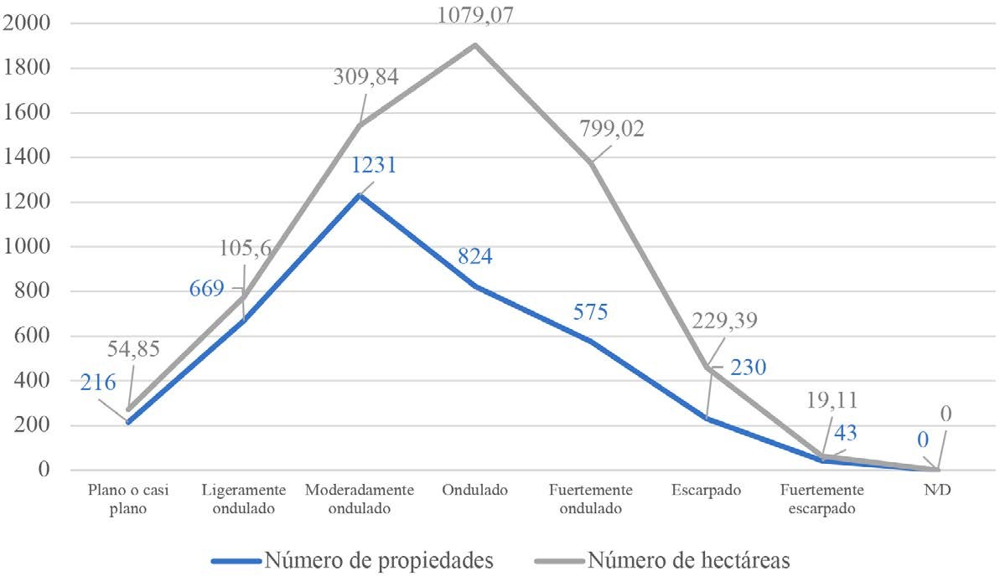 2000
1800
1600
1400
1200
1000
800
600
400
200
0
1079,07
309,84
799,02
1231
105,6
669
824
575
229,39
230
54,85
216
19,11
43
0
0
Plano o casi
plano
Ligeramente
ondulado
Moderadamente
ondulado
Ondulado
Fuertemente
ondulado
Escarpado
Fuertemente
escarpado
N/D
Número de propiedades
Número de hectáreas